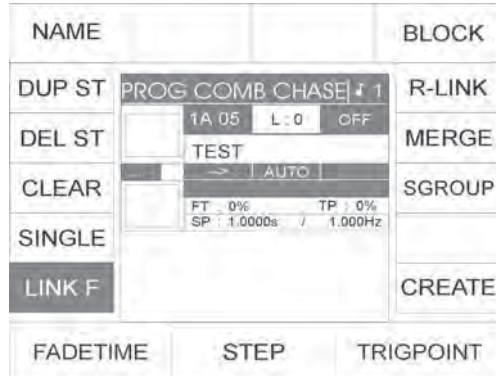 NAME
BLOCK
DUP ST
PROG COMB CHASE ♪ 1
R-LINK
1A 05 L:0 OFF
DEL ST
TEST
MERGE
-> AUTO
CLEAR
SGROUP
FT : 0% TP : 0%
SP : 1.0000s / 1.000Hz
SINGLE
LINK F
CREATE
FADETIME STEP TRIGPOINT